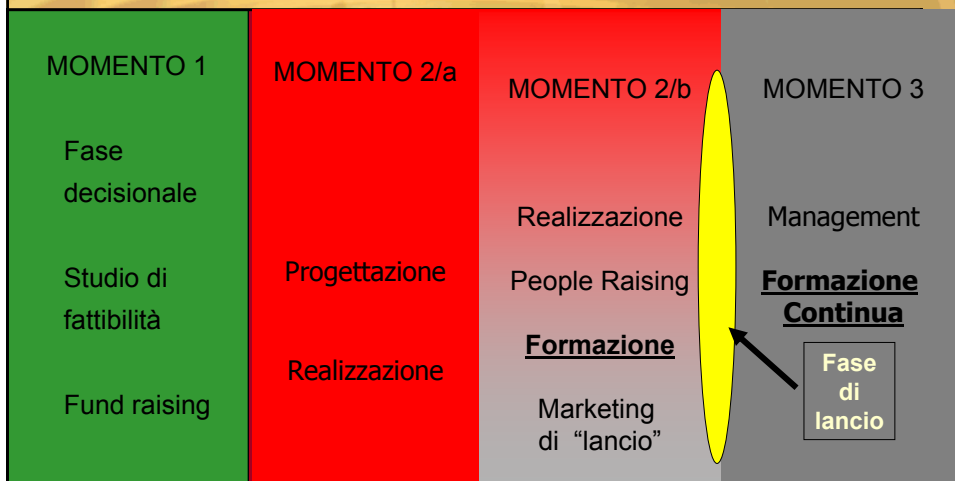 MOMENTO 1
Fase
decisionale
Studio di
fattibilità
Fund raising
MOMENTO 2/a
Progettazione
Realizzazione
MOMENTO 2/b
Realizzazione
People Raising
Formazione
Marketing
di “lancio”
MOMENTO 3
Management
Formazione
Continua
Fase
di
lancio